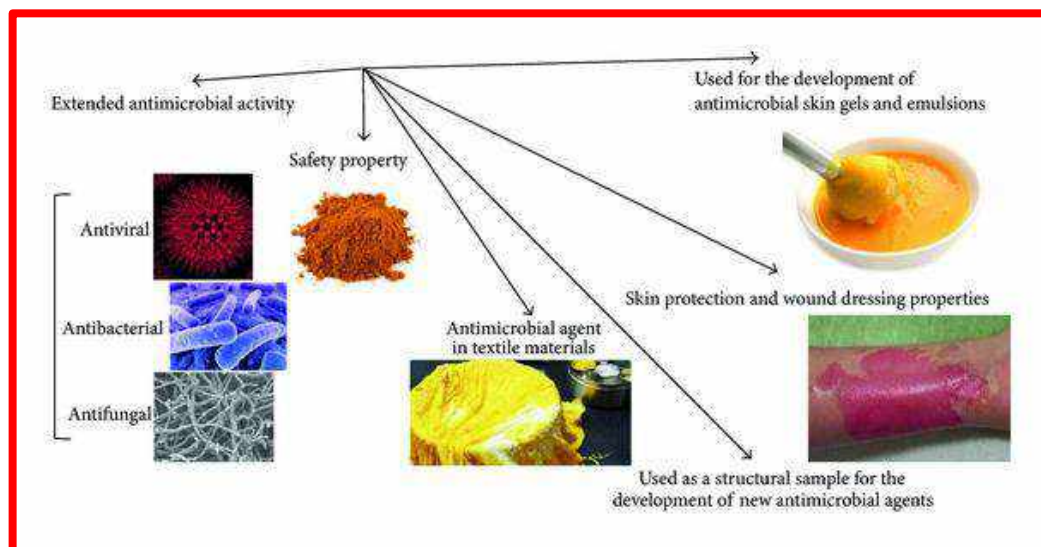 Extended antimicrobial activity
Used for the development of
antimicrobial skin gels and emulsions
Safety property
Antiviral
Antibacterial
Antifungal
Skin protection and wound dressing properties
Antimicrobial agent
in textile materials
Used as a structural sample for the
development of new antimicrobial agents